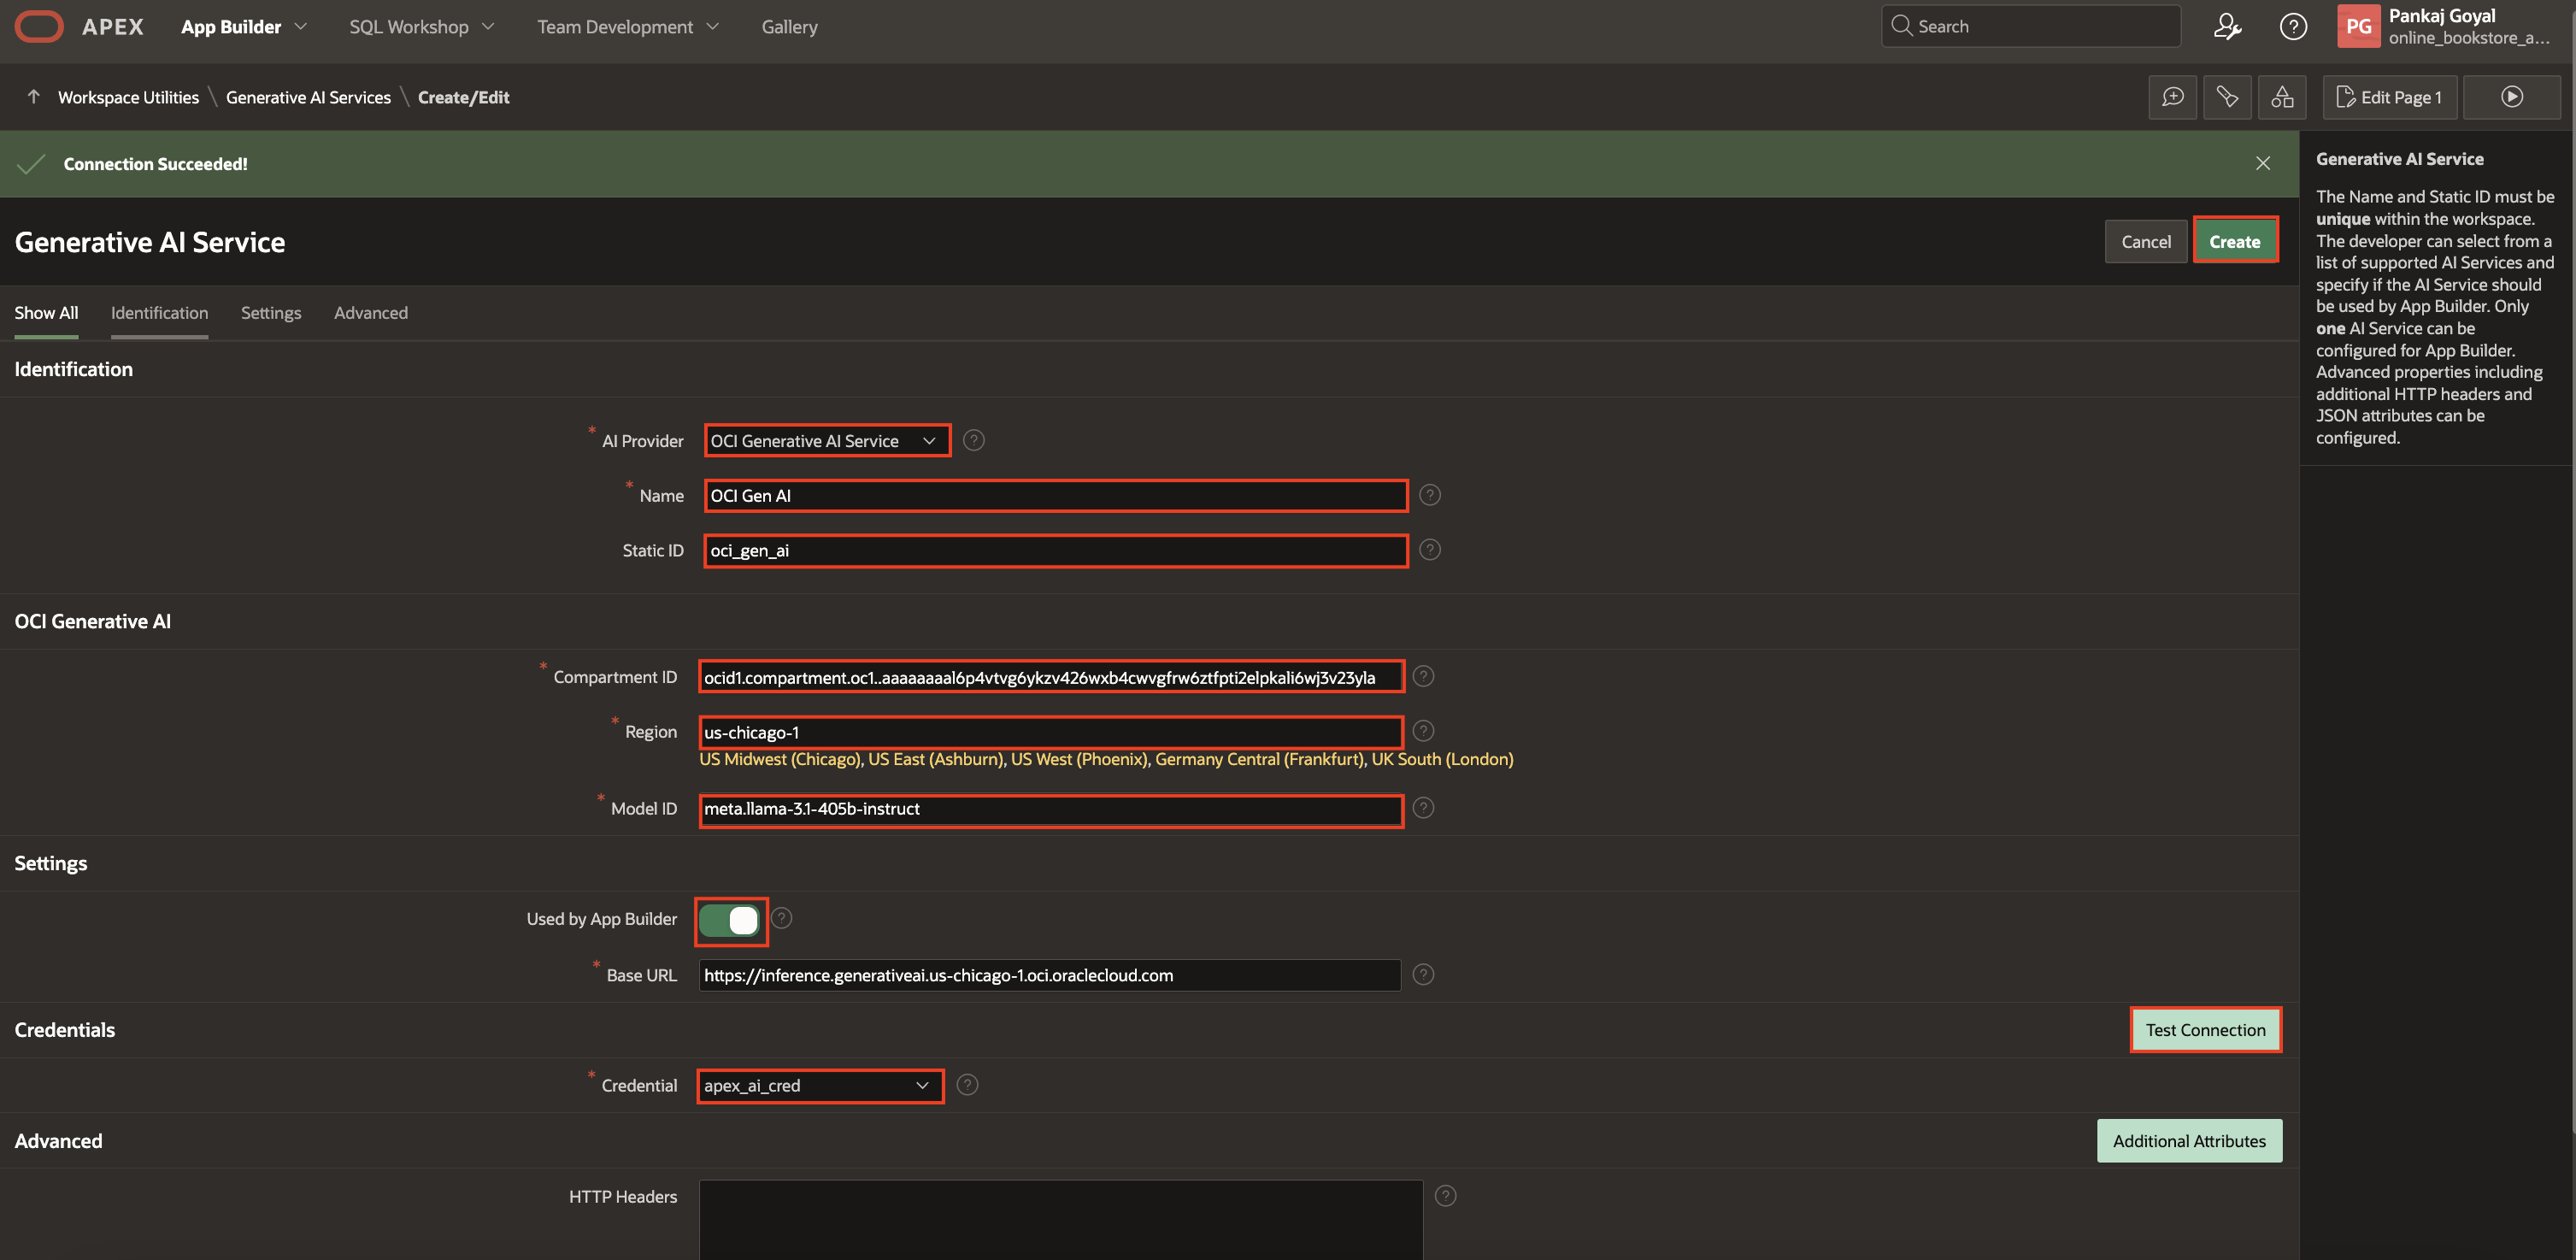 APEX App Builder SQL Workshop Team Development Gallery Search PG Pankaj Goyal
online_bookstore_a...
Workspace Utilities \ Generative AI Services \ Create/Edit Edit Page 1
Connection Succeeded!
Generative AI Service
Cancel Create
Show All Identification Settings Advanced
Identification
* AI Provider OCI Generative AI Service
* Name OCI Gen AI
Static ID oci_gen_ai
OCI Generative AI
* Compartment ID ocid1.compartment.oc1..aaaaaaaal6p4vtvg6ykzv426wxb4cwvgfrw6ztfpti2elpkali6wj3v23yla
* Region us-chicago-1
US Midwest (Chicago), US East (Ashburn), US West (Phoenix), Germany Central (Frankfurt), UK South (London)
* Model ID meta.llama-3.1-405b-instruct
Settings
Used by App Builder
* Base URL https://inference.generativeai.us-chicago-1.oci.oraclecloud.com
Credentials Test Connection
* Credential apex_ai_cred
Advanced Additional Attributes
HTTP Headers
Generative AI Service
The Name and Static ID must be
unique within the workspace.
The developer can select from a
list of supported AI Services and
specify if the AI Service should
be used by App Builder. Only
one AI Service can be
configured for App Builder.
Advanced properties including
additional HTTP headers and
JSON attributes can be
configured.